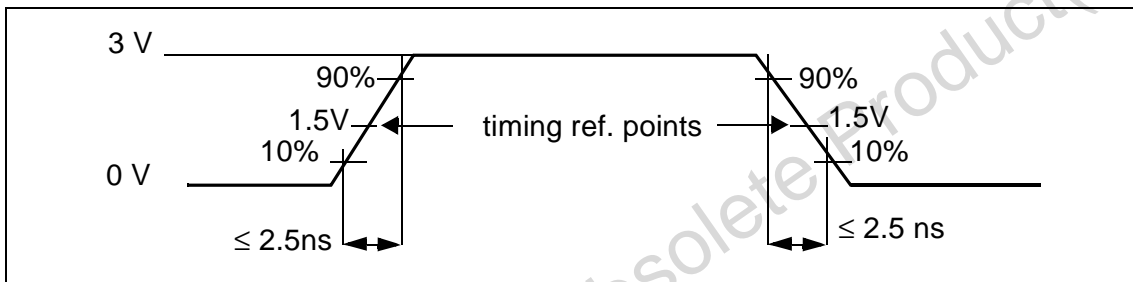 3 V
90%
90%
1.5V
timing ref. points
1.5V
10%
10%
0 V
≤ 2.5ns
≤ 2.5 ns
Obsolete Product(